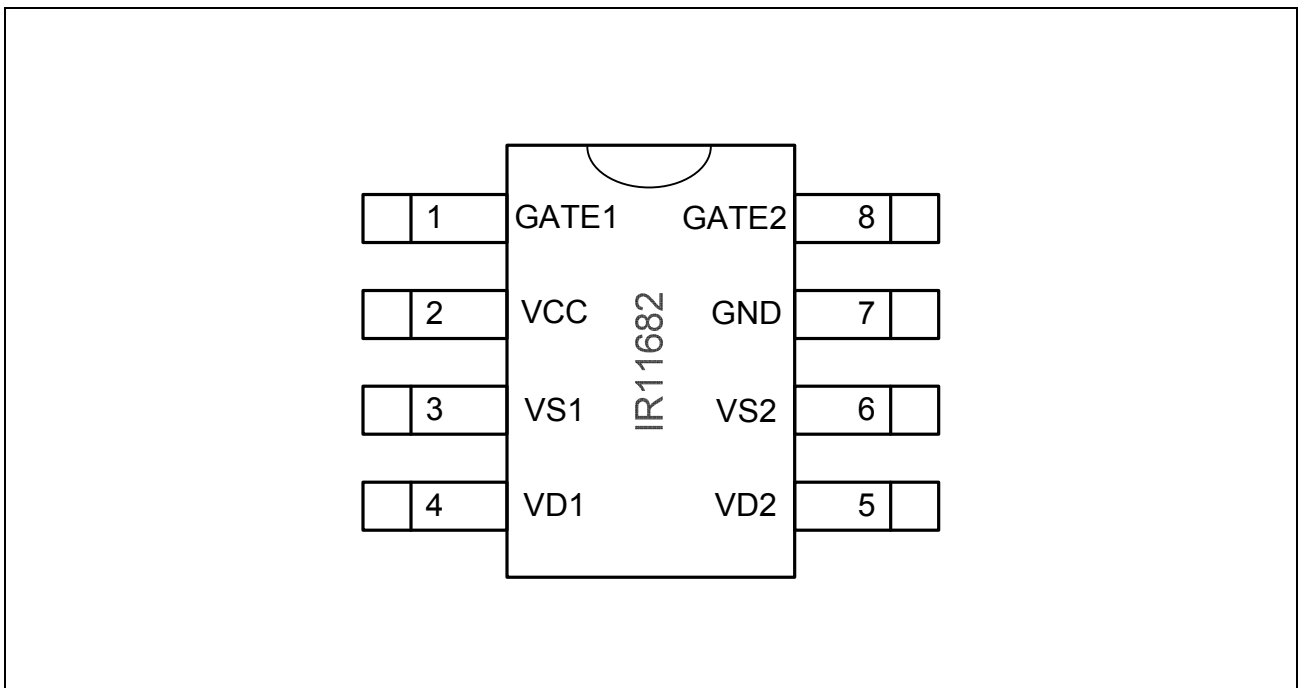 1 GATE1 GATE2 8
2 VCC GND 7
3 VS1 VS2 6
4 VD1 VD2 5
IR11682